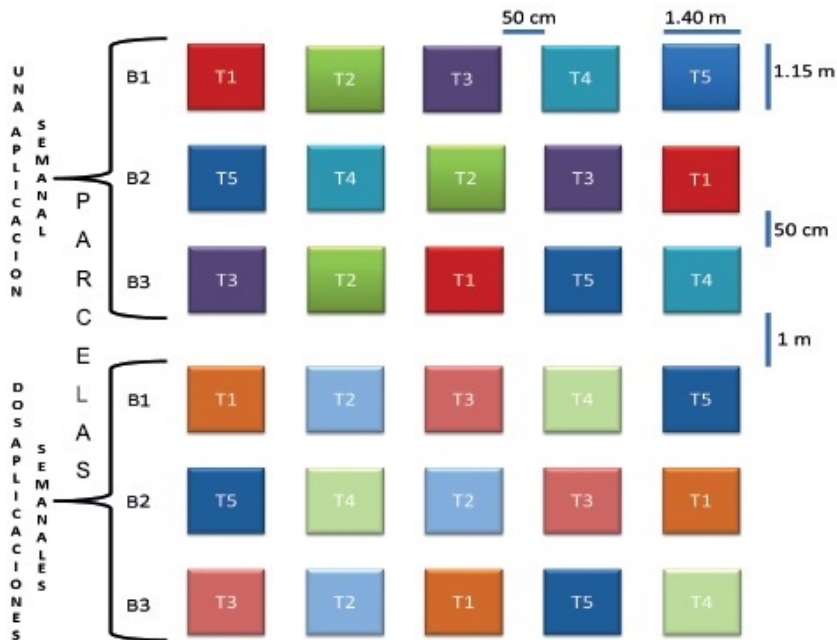 50 cm
1.40 m
1.15 m
UNA APLICACION
SEMANAL
PARCELAS
B1 T1 T2 T3 T4 T5
B2 T5 T4 T2 T3 T1
50 cm
B3 T3 T2 T1 T5 T4
1 m
DOS APLICACIONES
SEMANALES
B1 T1 T2 T3 T4 T5
B2 T5 T4 T2 T3 T1
B3 T3 T2 T1 T5 T4